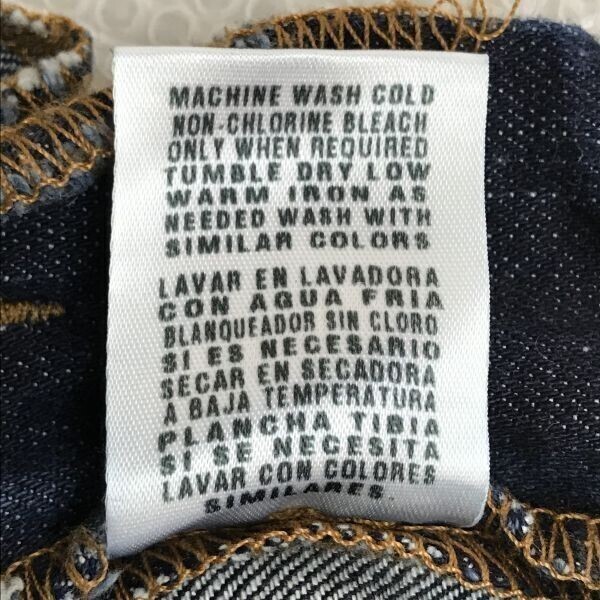 MACHINE WASH COLD
NON-CHLORINE BLEACH
ONLY WHEN REQUIRED
TUMBLE DRY LOW
WARM IRON AS
NEEDED WASH WITH
SIMILAR COLORS
LAVAR EN LAVADORA
CON AGUA FRIA
BLANQUEADOR SIN CLORO
SI ES NECESARIO
SECAR EN SECADORA
A BAJA TEMPERATURA
PLANCHA TIBIA
SI SE NECESITA
LAVAR CON COLORES
SIMILARES.